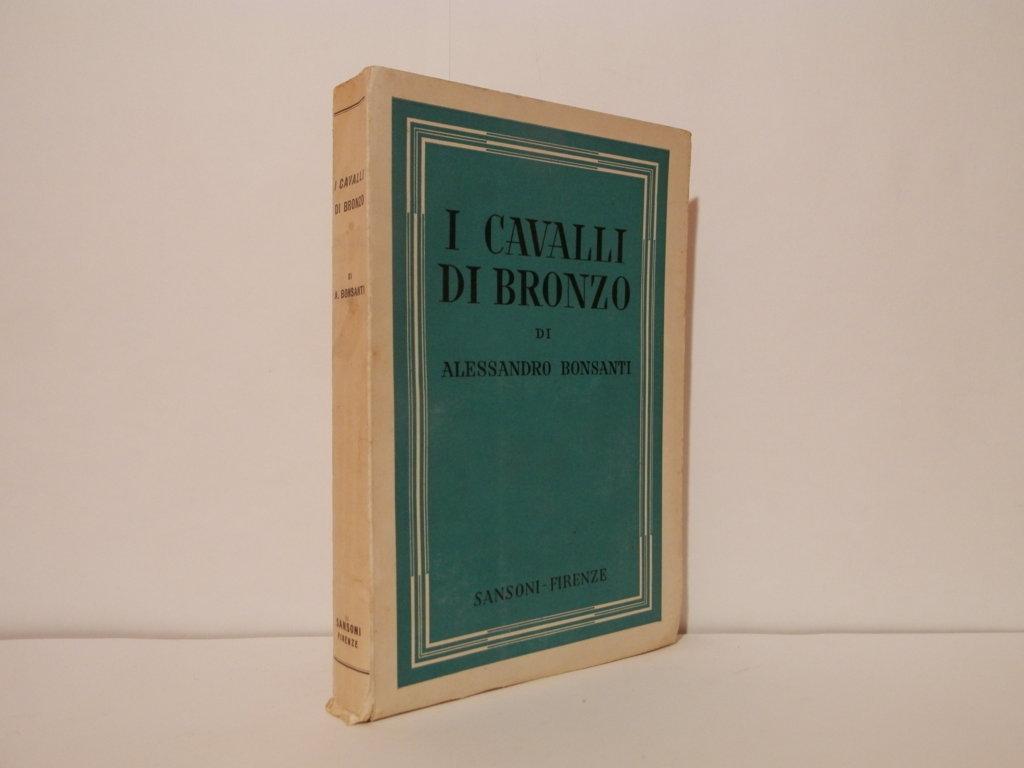 I CAVALLI
DI BRONZO
DI
A. BONSANTI
SANSONI
FIRENZE
I CAVALLI
DI BRONZO
DI
ALESSANDRO BONSANTI
SANSONI-FIRENZE